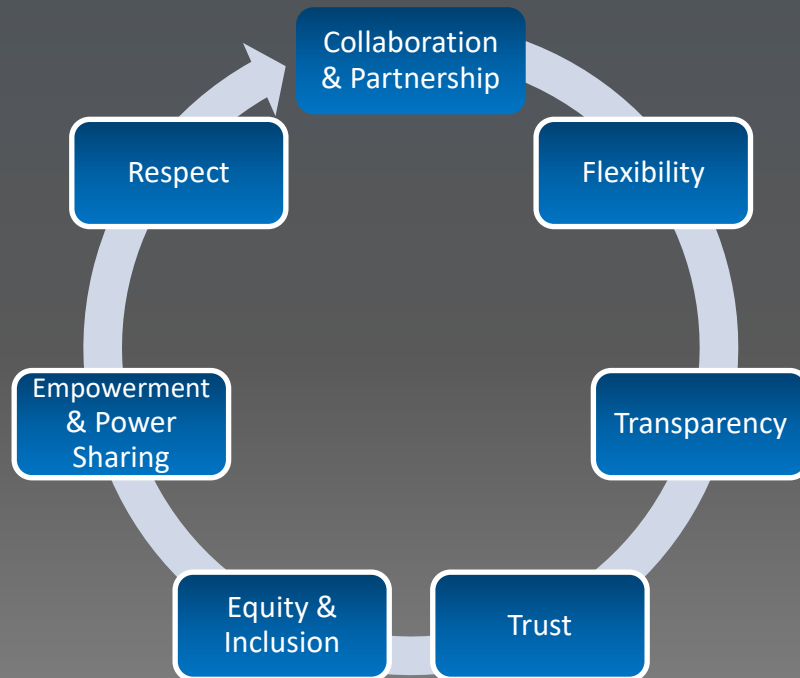 Collaboration
& Partnership
Flexibility
Transparency
Trust
Equity &
Inclusion
Empowerment
& Power
Sharing
Respect